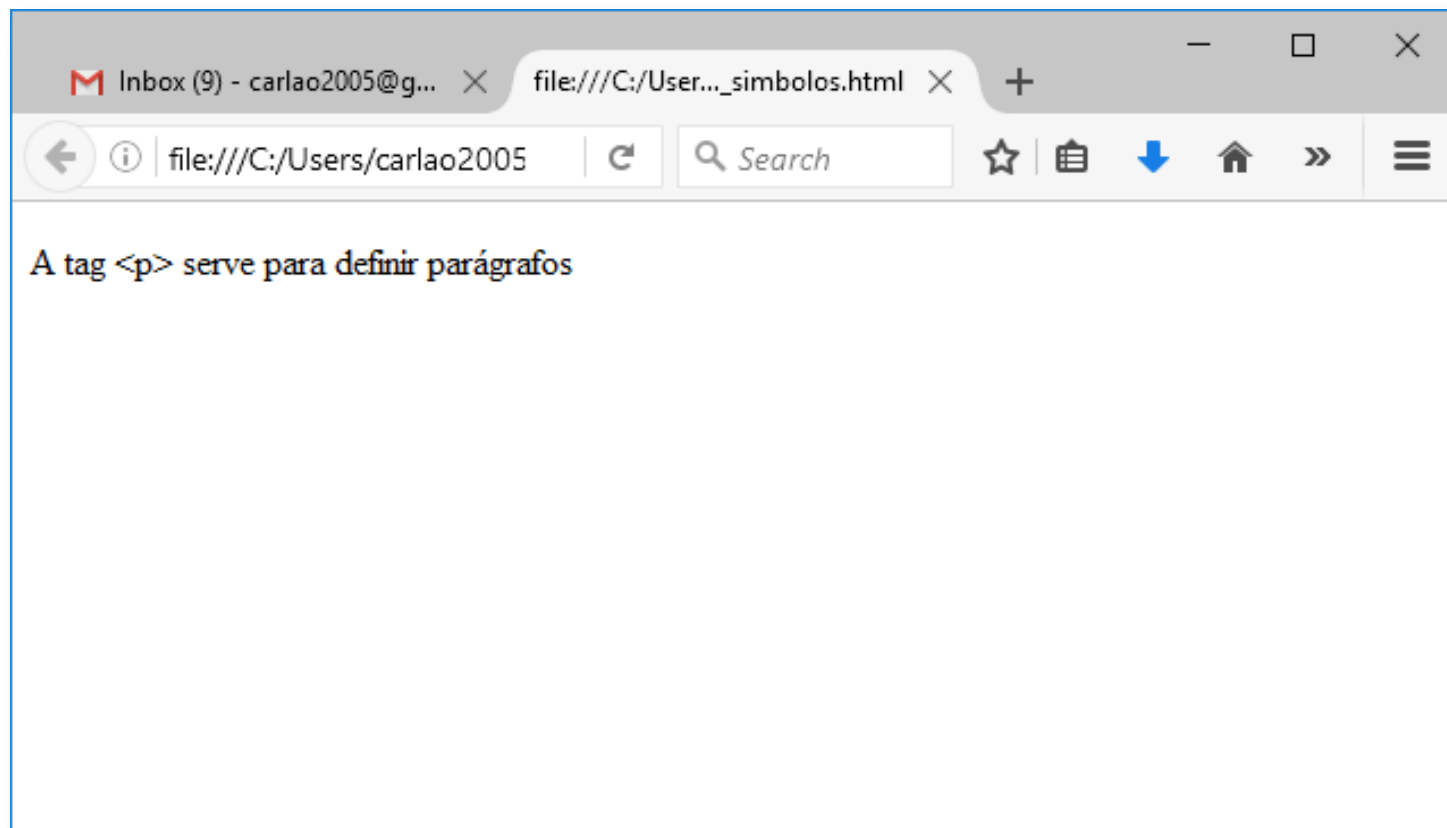 Inbox (9) - carlao2005@g...
file:///C:/User..._simbolos.html
file:///C:/Users/carlao2005
Search
A tag <p> serve para definir parágrafos